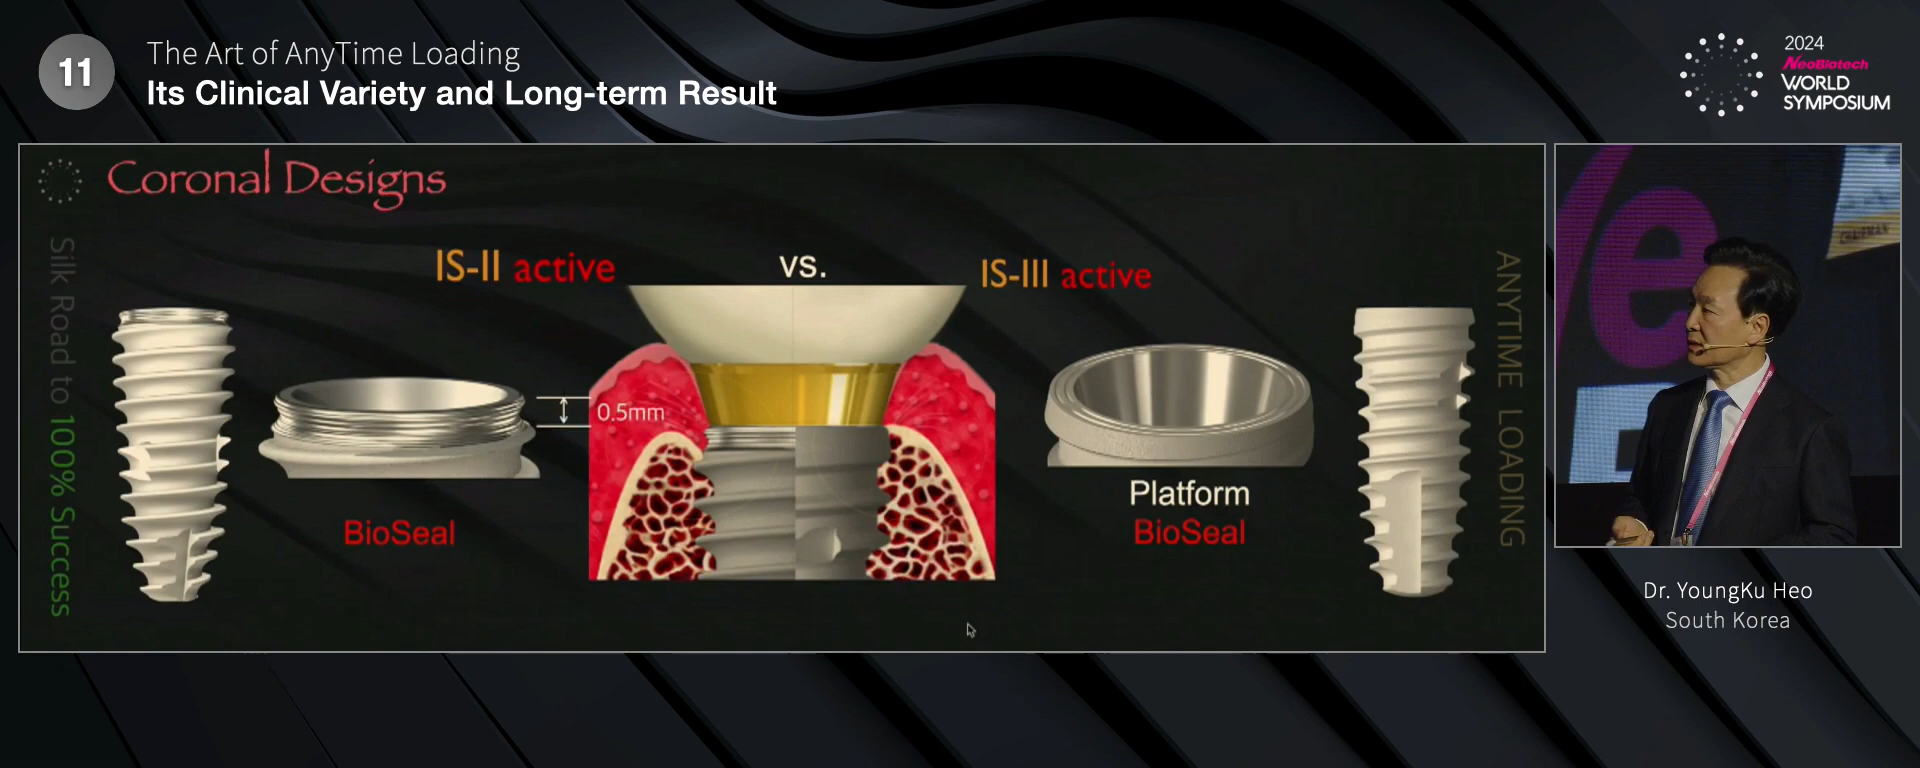 11
The Art of AnyTime Loading
Its Clinical Variety and Long-term Result
2024
NeoBiotech
WORLD
SYMPOSIUM
Coronal Designs
Silk Road to 100% Success
IS-II active
vs.
IS-III active
0.5mm
BioSeal
Platform
BioSeal
ANYTIME LOADING
CHAIRMAN
Dr. YoungKu Heo
South Korea